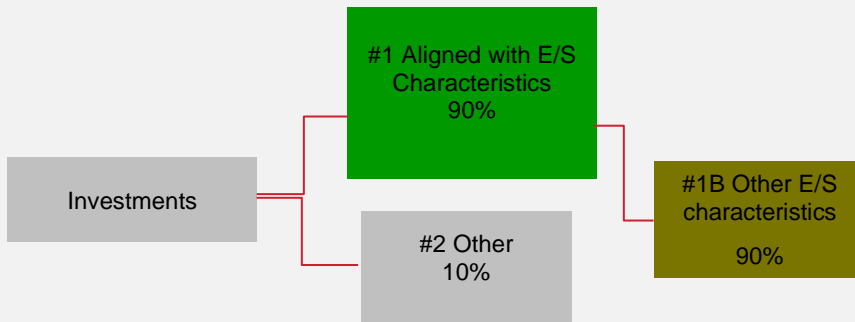 #1 Aligned with E/S
Characteristics
90%
Investments
#1B Other E/S
characteristics
90%
#2 Other
10%